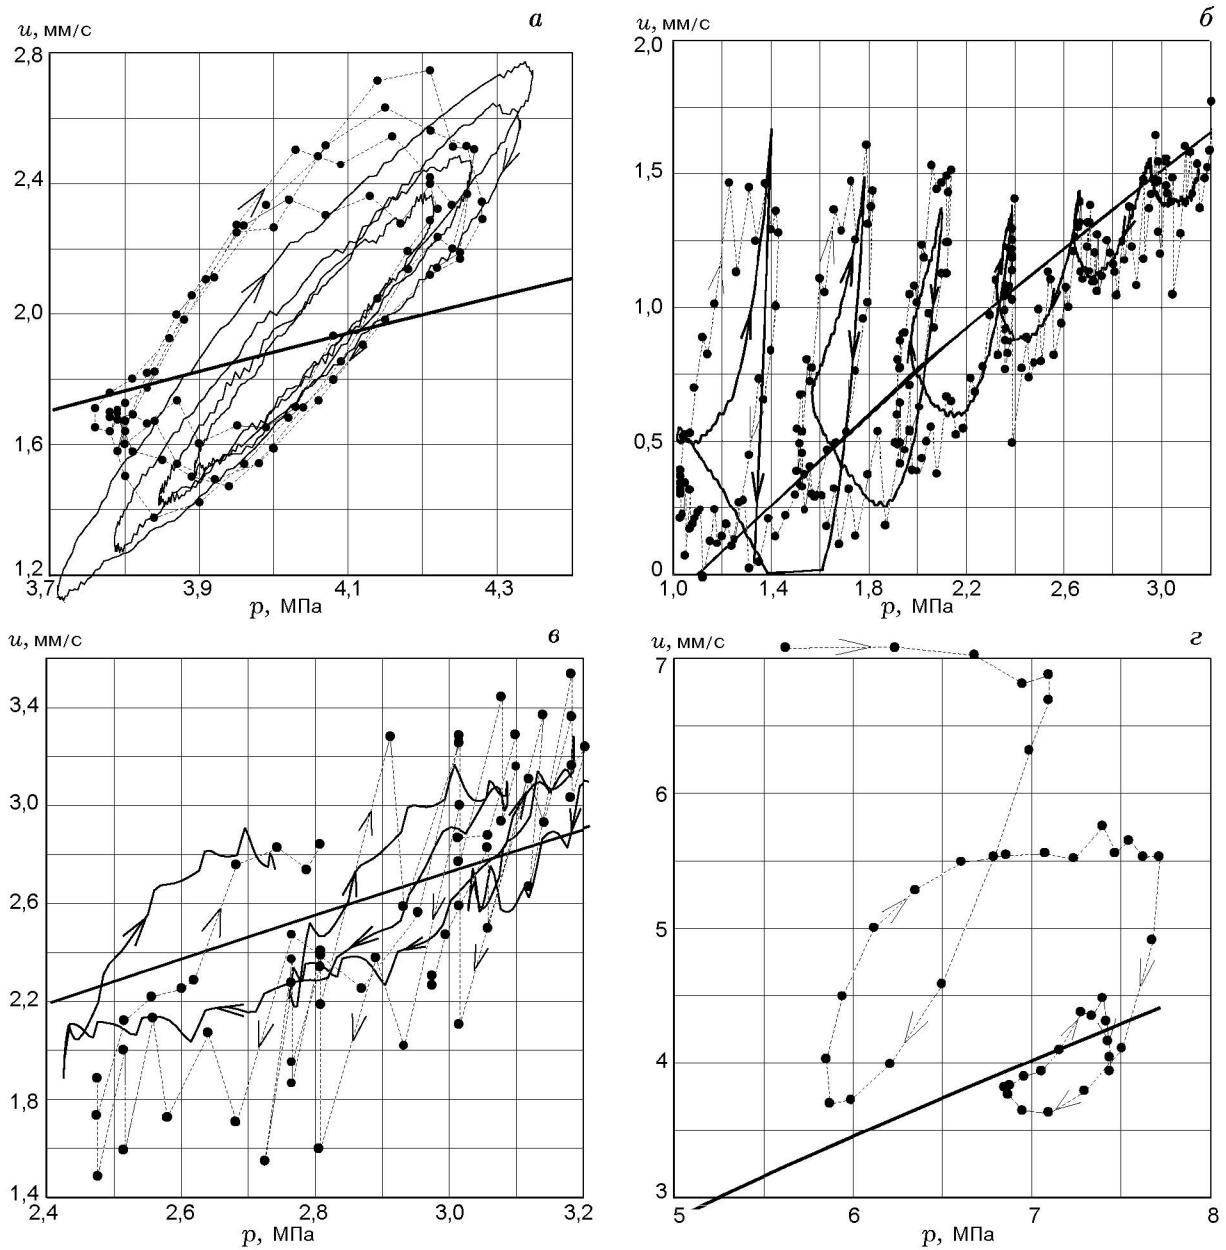 u, мм/с
а
2,8
2,4
2,0
1,6
1,2
3,7 3,9 4,1 4,3
p, МПа
u, мм/с
б
2,0
1,5
1,0
0,5
0
1,0 1,4 1,8 2,2 2,6 3,0
p, МПа
u, мм/с
в
3,4
3,0
2,6
2,2
1,8
1,4
2,4 2,6 2,8 3,0 3,2
p, МПа
u, мм/с
г
7
6
5
4
3
5 6 7 8
p, МПа